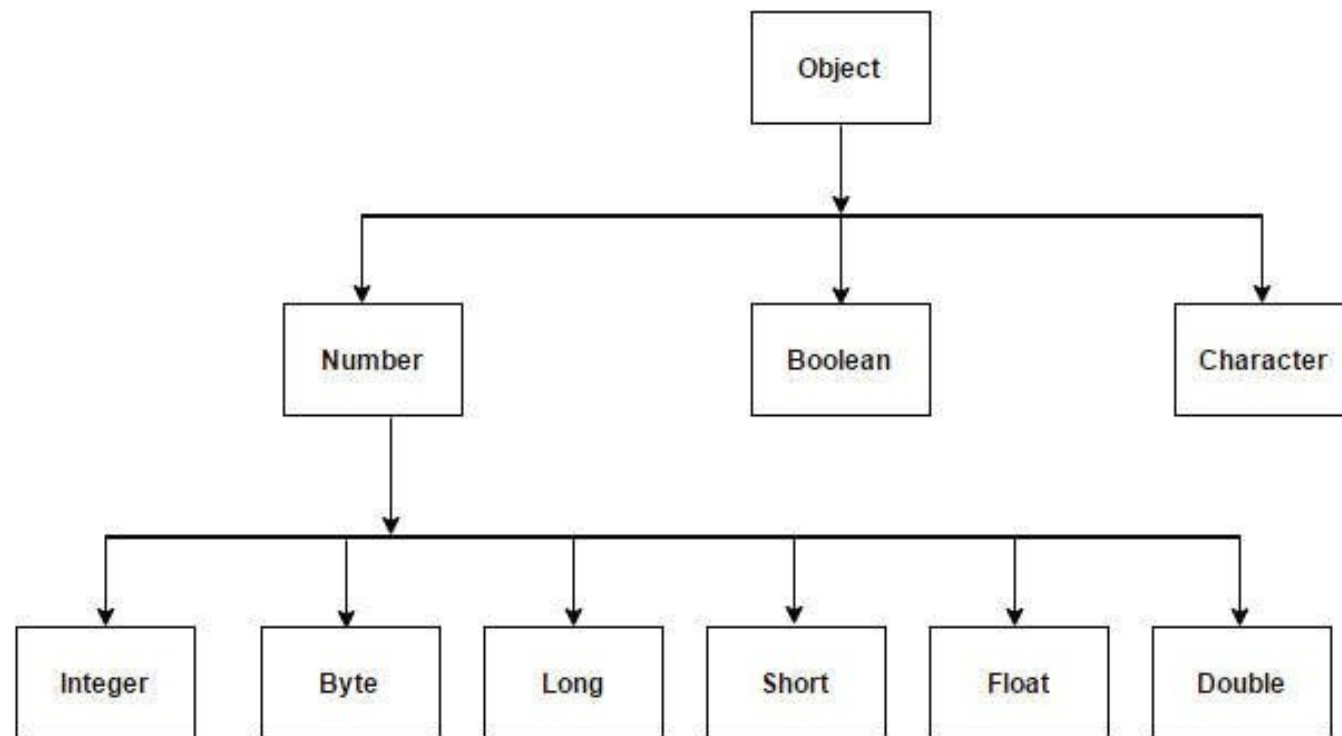 Object
Number
Boolean
Character
Integer
Byte
Long
Short
Float
Double